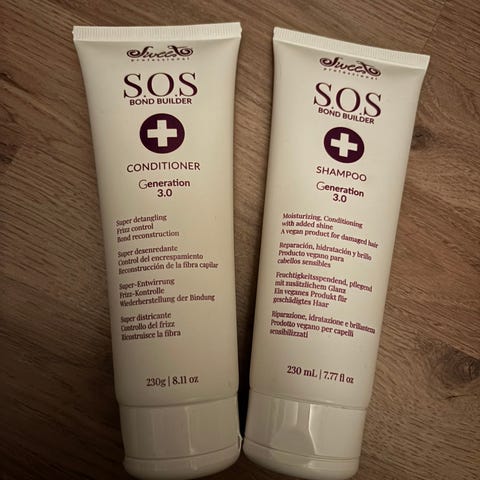 Sweet
professional
S.O.S
BOND BUILDER
CONDITIONER
Generation
3.0
Super detangling
Frizz control
Bond reconstruction
Super desenredante
Control del encrespamiento
Reconstrucción de la fibra capilar
Super-Entwirrung
Frizz-Kontrolle
Wiederherstellung der Bindung
Super districante
Controllo del frizz
Ricostruisce la fibra
230g | 8.11 oz
Sweet
professional
S.O.S
BOND BUILDER
SHAMPOO
Generation
3.0
Moisturizing, Conditioning
with added shine
A vegan product for damaged hair
Reparación, hidratación y brillo
Producto vegano para
cabellos sensibles
Feuchtigkeitsspendend, pflegend
mit zusätzlichem Glanz
Ein veganes Produkt für
geschädigtes Haar
Riparazione, idratazione e brillantezza
Prodotto vegano per capelli
sensibilizzati
230 mL | 7.77 fl oz